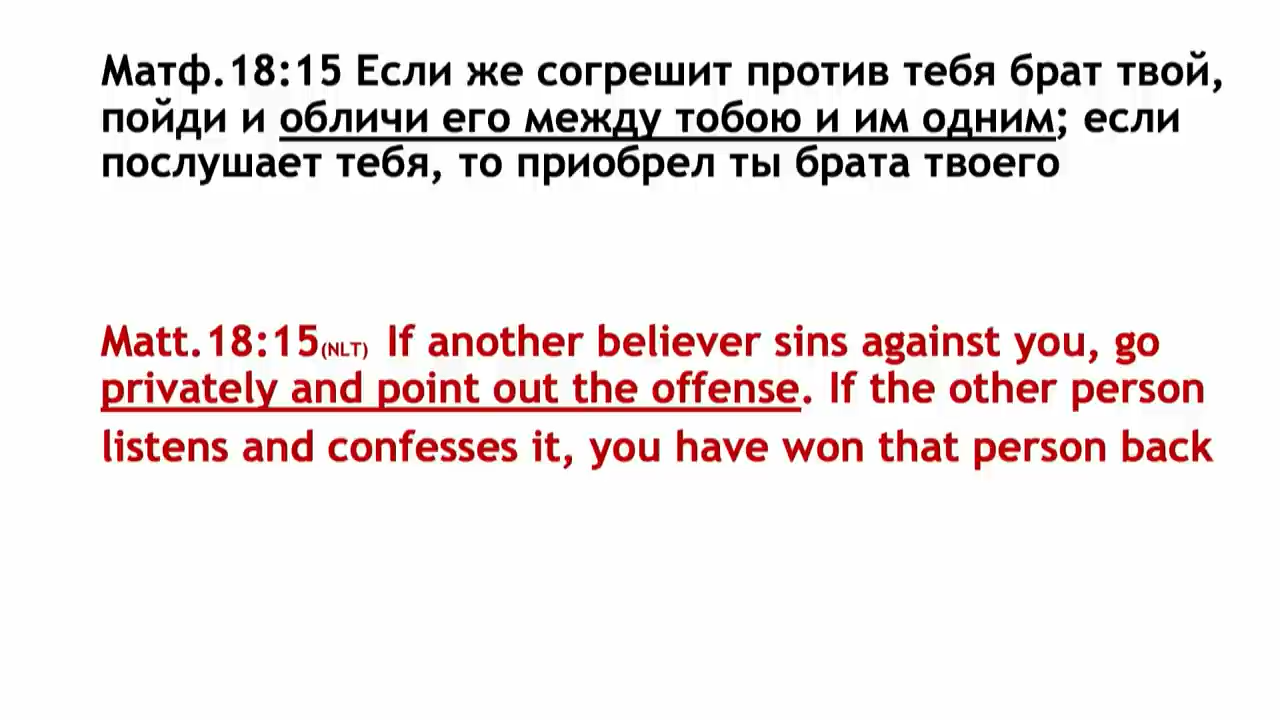 Матф.18:15 Если же согрешит против тебя брат твой,
пойди и обличи его между тобою и им одним; если
послушает тебя, то приобрел ты брата твоего
Matt.18:15(NLT) If another believer sins against you, go
privately and point out the offense. If the other person
listens and confesses it, you have won that person back